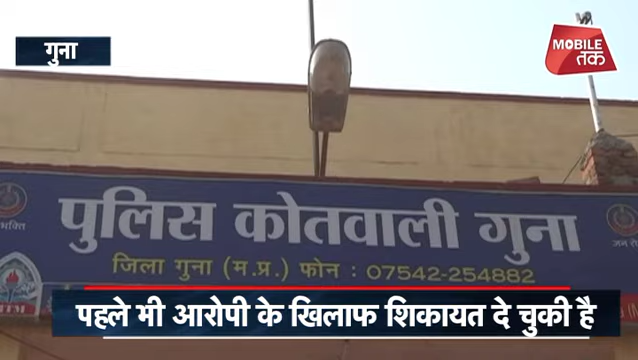 गुना
MOBILE
तक
पुलिस कोतवाली गुना
जिला गुना (म.प्र.) फोन : 07542-254882
पहले भी आरोपी के खिलाफ शिकायत दे चुकी है